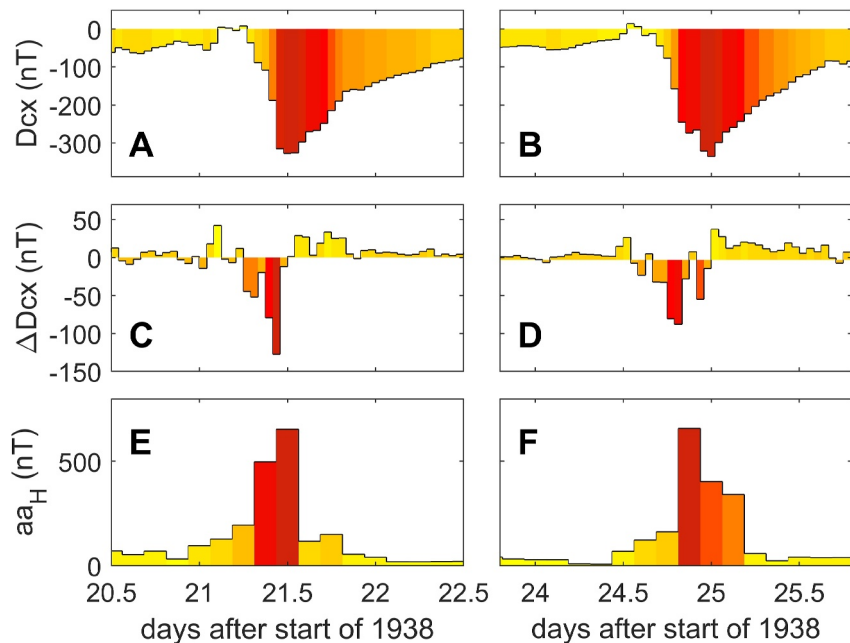 0
-100
-200
-300
Dcx (nT)
A
B
50
0
-50
-100
-150
ΔDcx (nT)
C
D
500
0
aaH (nT)
E
F
20.5 21 21.5 22 22.5
24 24.5 25 25.5
days after start of 1938
days after start of 1938